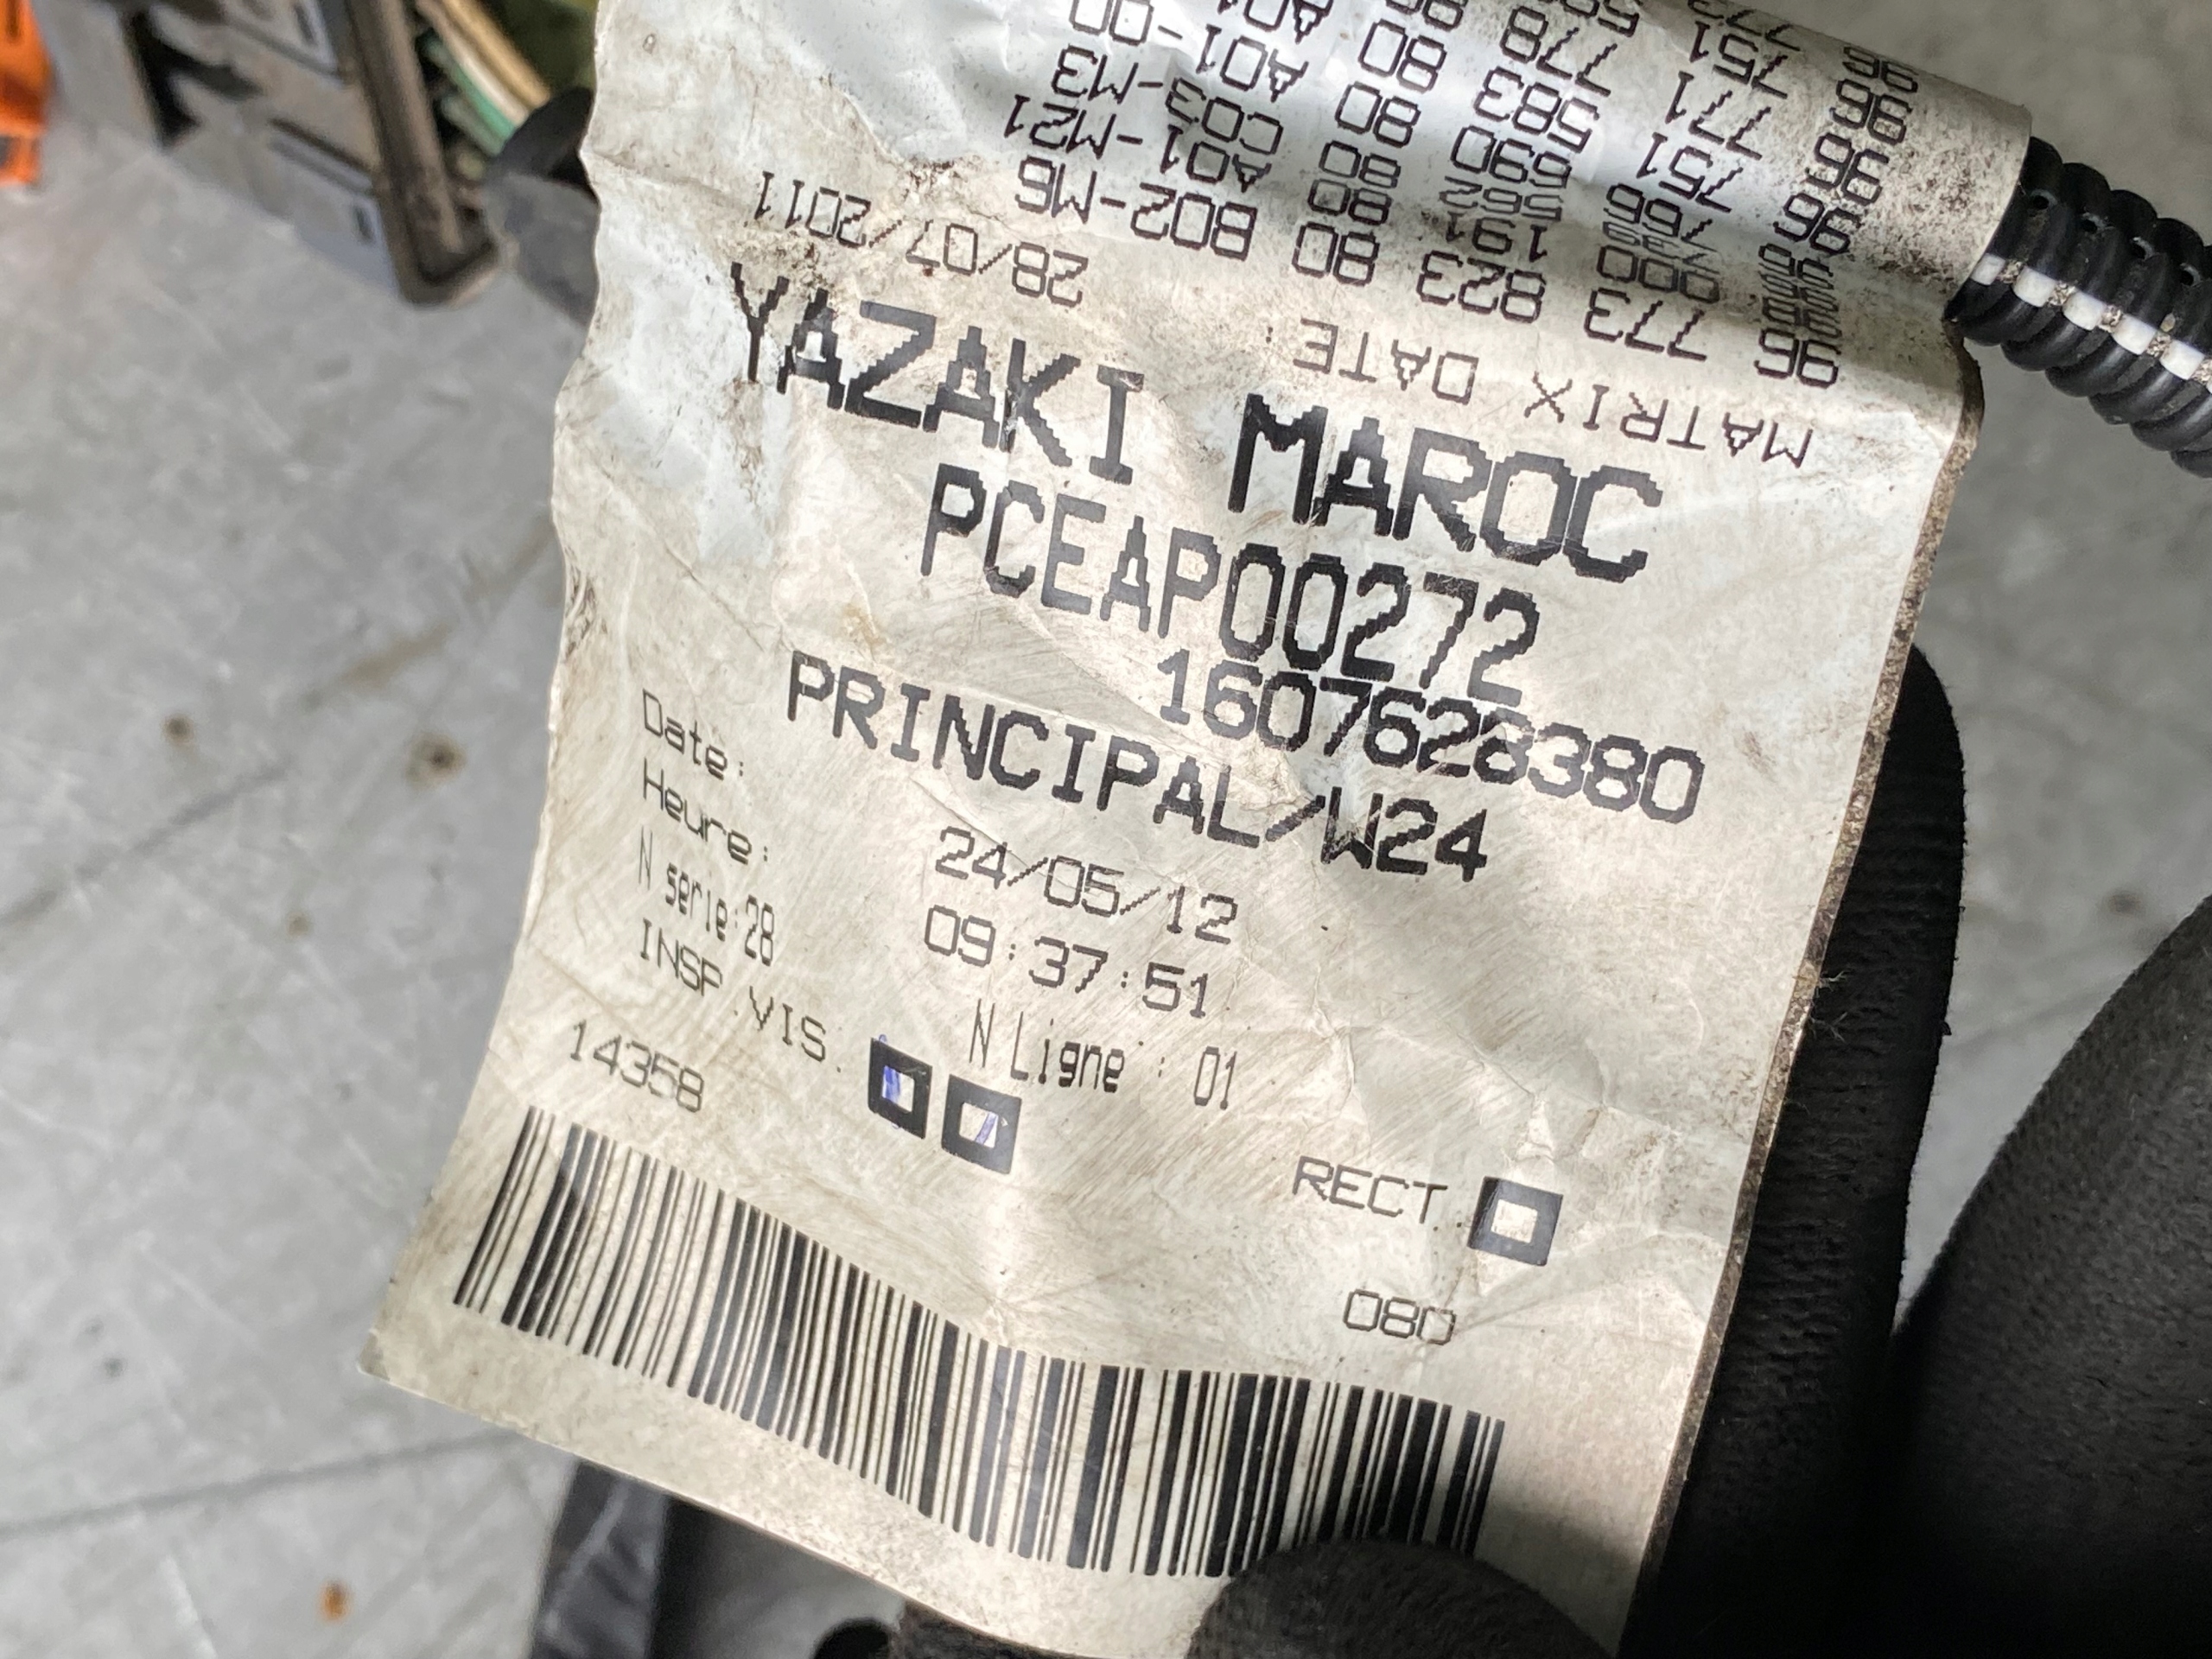 MATRIX DATE: 28/07/2011
96 773 823 80 B02-M6
191 80 A01-M21
766 562 80 C03-M3
96 751 590 80 A01-00
96 771 583 80
96 751 778
YAZAKI MAROC
PCEAP00272
1607628380
PRINCIPAL/W24
Date: 24/05/12
Heure: 09:37:51
N serie:28 N Ligne : 01
INSP.VIS.
14358
RECT.
080